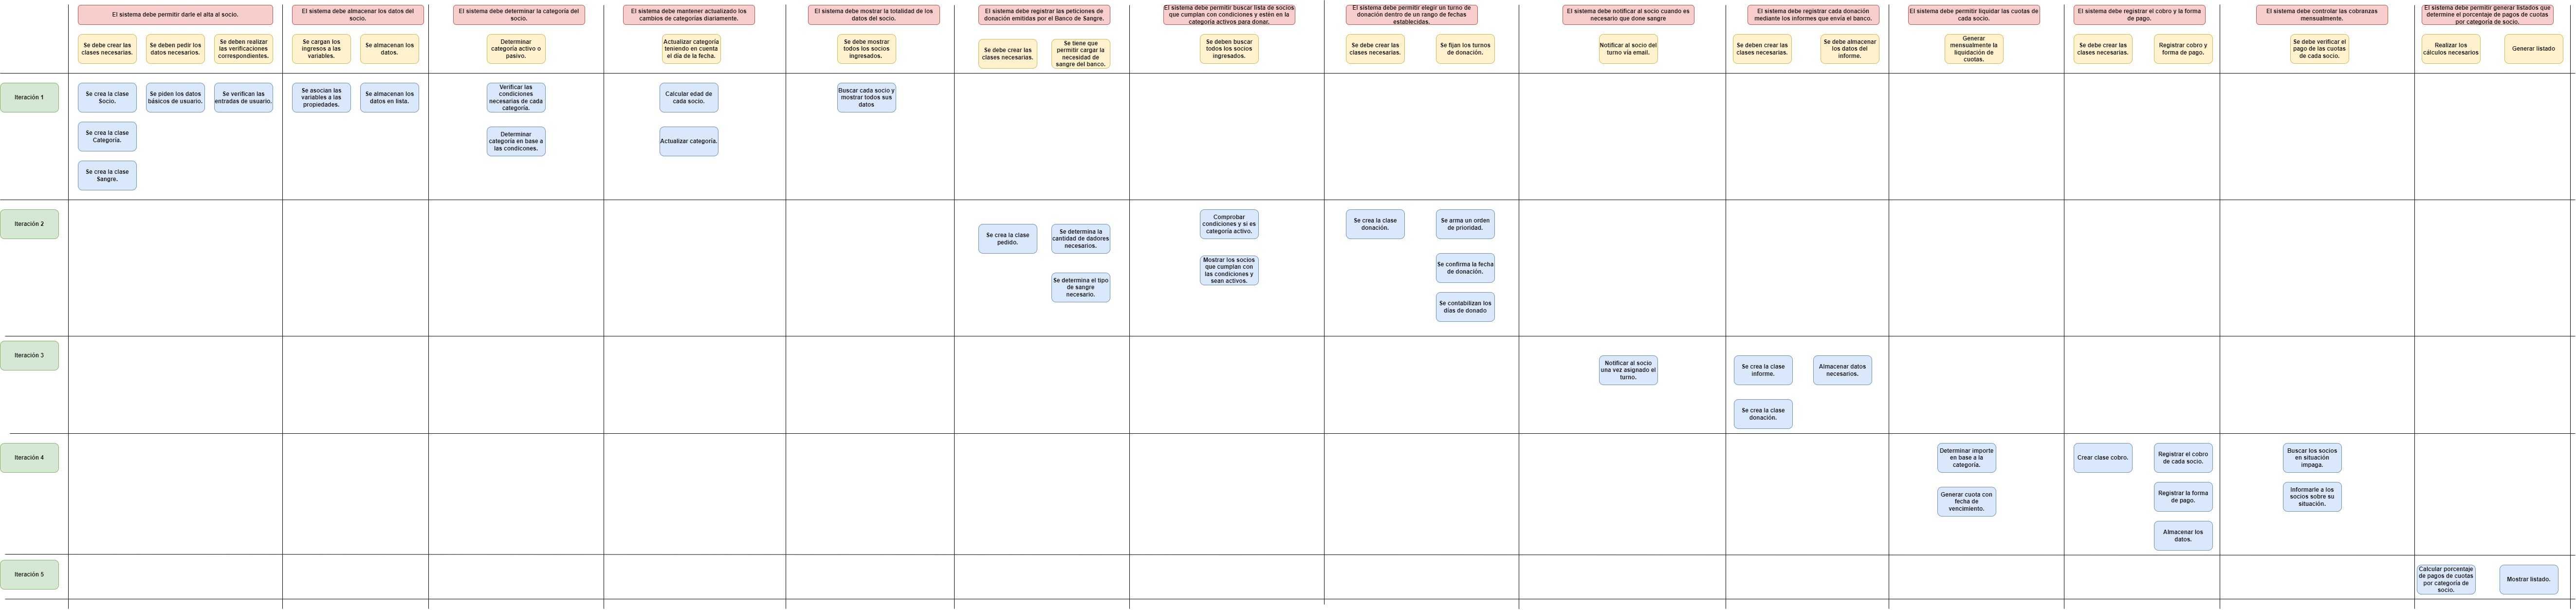 El sistema debe permitir darle el alta al socio.
El sistema debe almacenar los datos del
socio.
El sistema debe determinar la categoría del
socio.
El sistema debe mantener actualizado los
cambios de categorías diariamente.
El sistema debe mostrar la totalidad de los
datos del socio.
El sistema debe registrar las peticiones de
donación emitidas por el Banco de Sangre.
El sistema debe permitir buscar lista de socios
que cumplan con condiciones y estén en la
categoría activos para donar.
El sistema debe permitir elegir un turno de
donación dentro de un rango de fechas
establecidos.
El sistema debe notificar al socio cuando es
necesario que done sangre
El sistema debe registrar cada donación
mediante los informes que envía el banco.
El sistema debe permitir liquidar las cuotas de
cada socio.
El sistema debe registrar el cobro y la forma
de pago.
El sistema debe controlar las cobranzas
mensualmente.
El sistema debe permitir generar listados que
determine el porcentaje de pagos de cuotas
por categoría de socio.
Se debe crear las
clases necesarias.
Se deben pedir los
datos necesarios.
Se deben realizar
las verificaciones
correspondientes.
Se cargan los
ingresos a las
variables.
Se almacenan los
datos.
Determinar
categoría activo o
pasivo.
Actualizar categoría
teniendo en cuenta
el día de la fecha.
Se debe mostrar
todos los socios
ingresados.
Se debe crear las
clases necesarias.
Se tiene que
permitir cargar la
necesidad de
sangre del banco.
Se deben buscar
todos los socios
ingresados.
Se debe crear las
clases necesarias.
Se fijan los turnos
de donación.
Notificar al socio del
turno vía email.
Se deben crear las
clases necesarias.
Se debe almacenar
los datos del
informe.
Generar
mensualmente la
liquidación de
cuotas.
Se debe crear las
clases necesarias.
Registrar cobro y
forma de pago.
Se debe verificar el
pago de las cuotas
de cada socio.
Realizar los
cálculos necesarios
Generar listado
Iteración 1
Se crea la clase
Socio.
Se piden los datos
básicos de usuario.
Se verifican las
entradas de usuario.
Se asocian las
variables a las
propiedades.
Se almacenan los
datos en lista.
Verificar las
condiciones
necesarias de cada
categoría.
Calcular edad de
cada socio.
Buscar cada socio y
mostrar todos sus
datos
Se crea la clase
Categoría.
Determinar
categoría en base a
las condicones.
Actualizar categoría.
Se crea la clase
Sangre.
Iteración 2
Se crea la clase
pedido.
Se determina la
cantidad de dadores
necesarios.
Comprobar
condiciones y si es
categoría activo.
Se crea la clase
donación.
Se arma un orden
de prioridad.
Se determina el tipo
de sangre
necesario.
Mostrar los socios
que cumplan con
las condiciones y
sean activos.
Se confirma la fecha
de donación.
Se contabilizan los
días de donado
Iteración 3
Notificar al socio
una vez asignado el
turno.
Se crea la clase
informe.
Almacenar datos
necesarios.
Se crea la clase
donación.
Iteración 4
Determinar importe
en base a la
categoría.
Crear clase cobro.
Registrar el cobro
de cada socio.
Buscar los socios
en situación
impaga.
Generar cuota con
fecha de
vencimiento.
Registrar la forma
de pago.
Informarle a los
socios sobre su
situación.
Almacenar los
datos.
Iteración 5
Calcular porcentaje
de pagos de cuotas
por categoría de
socio.
Mostrar listado.